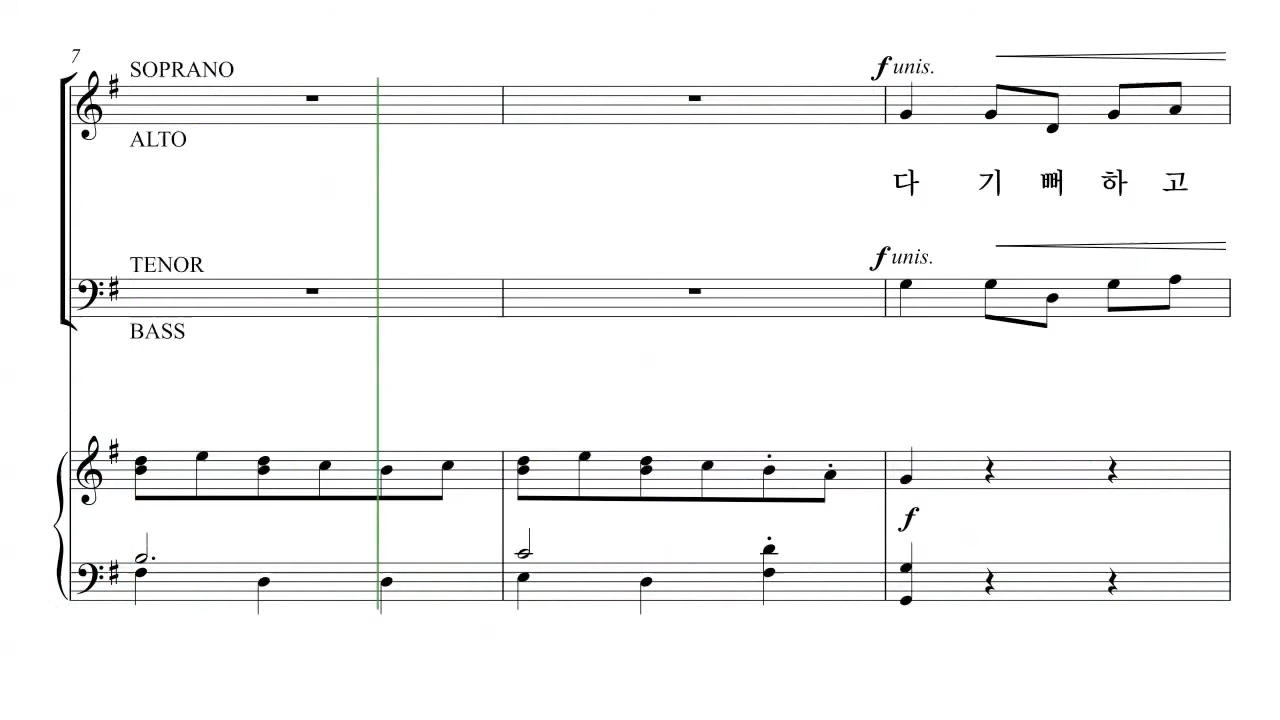 7
SOPRANO
f unis.
ALTO
다 기 뻐 하 고
TENOR
f unis.
BASS
f